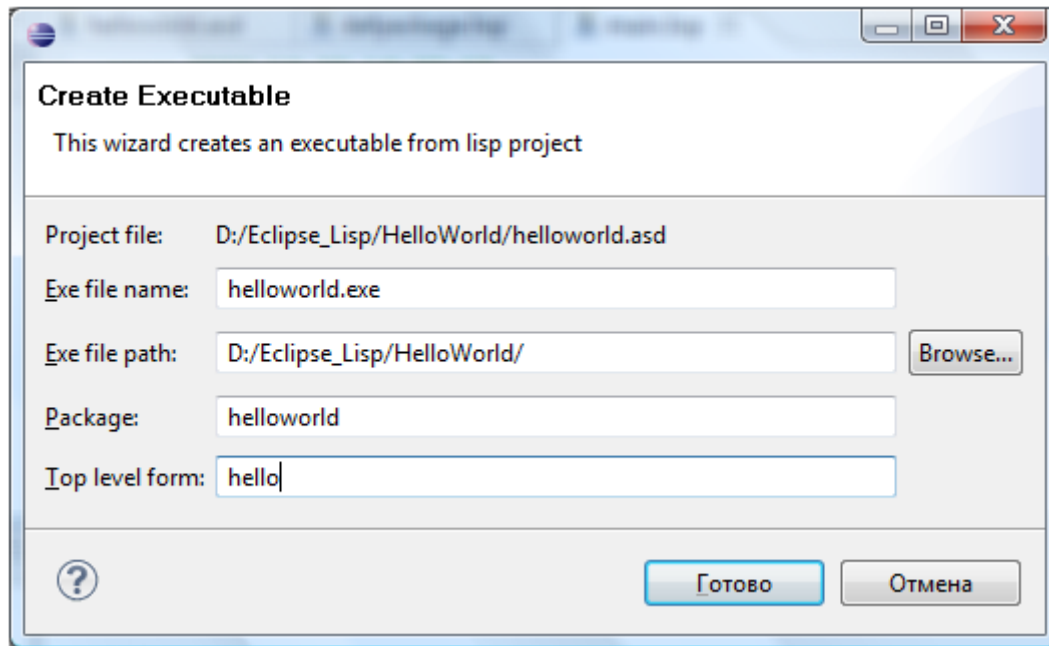 Create Executable
This wizard creates an executable from lisp project
Project file: D:/Eclipse_Lisp/HelloWorld/helloworld.asd
Exe file name: helloworld.exe
Exe file path: D:/Eclipse_Lisp/HelloWorld/ Browse...
Package: helloworld
Top level form: hello
? Готово Отмена